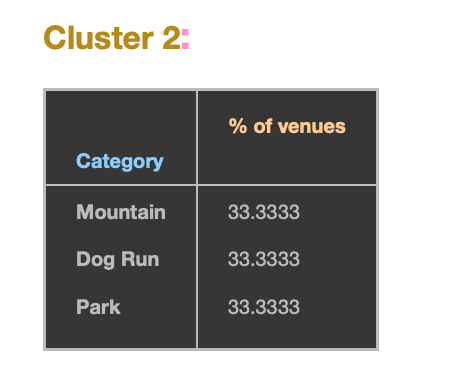 Cluster 2:
% of venues
Category
Mountain 33.3333
Dog Run 33.3333
Park 33.3333